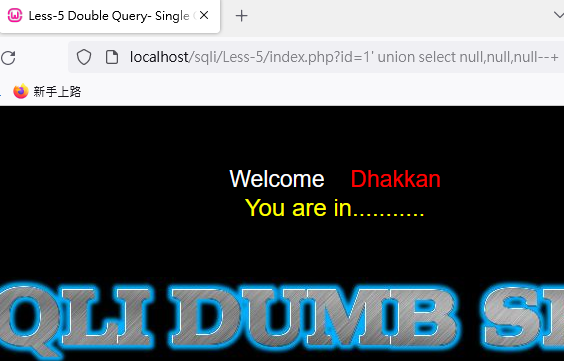 Less-5 Double Query- Single
localhost/sqli/Less-5/index.php?id=1' union select null,null,null--+
新手上路
Welcome Dhakkan
You are in...........
QLI DUMB S